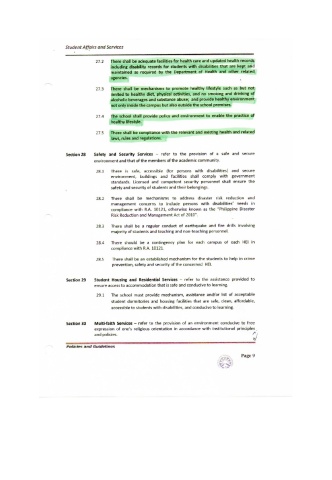 Student Affairs and Services
27.2 There shall be adequate facilities for health care and updated health records
including disability records for students with disabilities that are kept and
maintained as required by the Department of Health and other related
agencies.
27.3 There shall be mechanisms to promote healthy lifestyle such as but not
limited to healthy diet, physical activities, and no smoking and drinking of
alcoholic beverages and substance abuse; and provide healthy environment
not only inside the campus but also outside the school premises.
27.4 The school shall provide policy and environment to enable the practice of
healthy lifestyle.
27.5 There shall be compliance with the relevant and existing health and related
laws, rules and regulations.
Section 28 Safety and Security Services – refer to the provision of a safe and secure
environment and that of the members of the academic community.
28.1 There is safe, accessible (for persons with disabilities) and secure
environment, buildings and facilities shall comply with government
standards. Licensed and competent security personnel shall ensure the
safety and security of students and their belongings.
28.2 There shall be mechanisms to address disaster risk reduction and
management concerns to include persons with disabilities' needs in
compliance with R.A. 10121, otherwise known as the "Philippine Disaster
Risk Reduction and Management Act of 2010".
28.3 There shall be a regular conduct of earthquake and fire drills involving
majority of students and teaching and non-teaching personnel.
28.4 There should be a contingency plan for each campus of each HEI in
compliance with R.A. 10121.
28.5 There shall be an established mechanism for the students to help in crime
prevention, safety and security of the concerned HEI.
Section 29 Student Housing and Residential Services – refer to the assistance provided to
ensure access to accommodation that is safe and conducive to learning.
29.1 The school must provide mechanism, assistance and/or list of acceptable
student dormitories and housing facilities that are safe, clean, affordable,
accessible to students with disabilities, and conducive to learning
Section 30 Multi-faith Services – refer to the provision of an environment conducive to free
expression of one's religious orientation in accordance with institutional principles
and policies.
Policies and Guidelines
Page 9